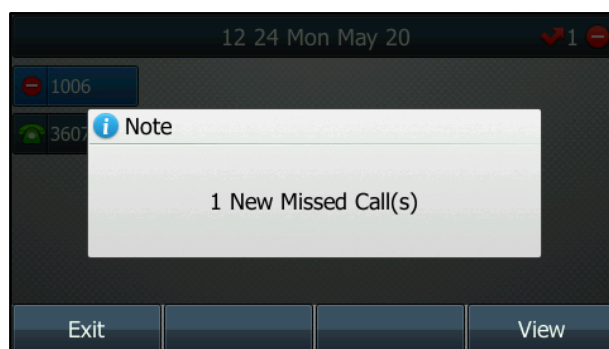 12 24 Mon May 20
1
1006
3607
Note
1 New Missed Call(s)
Exit
View